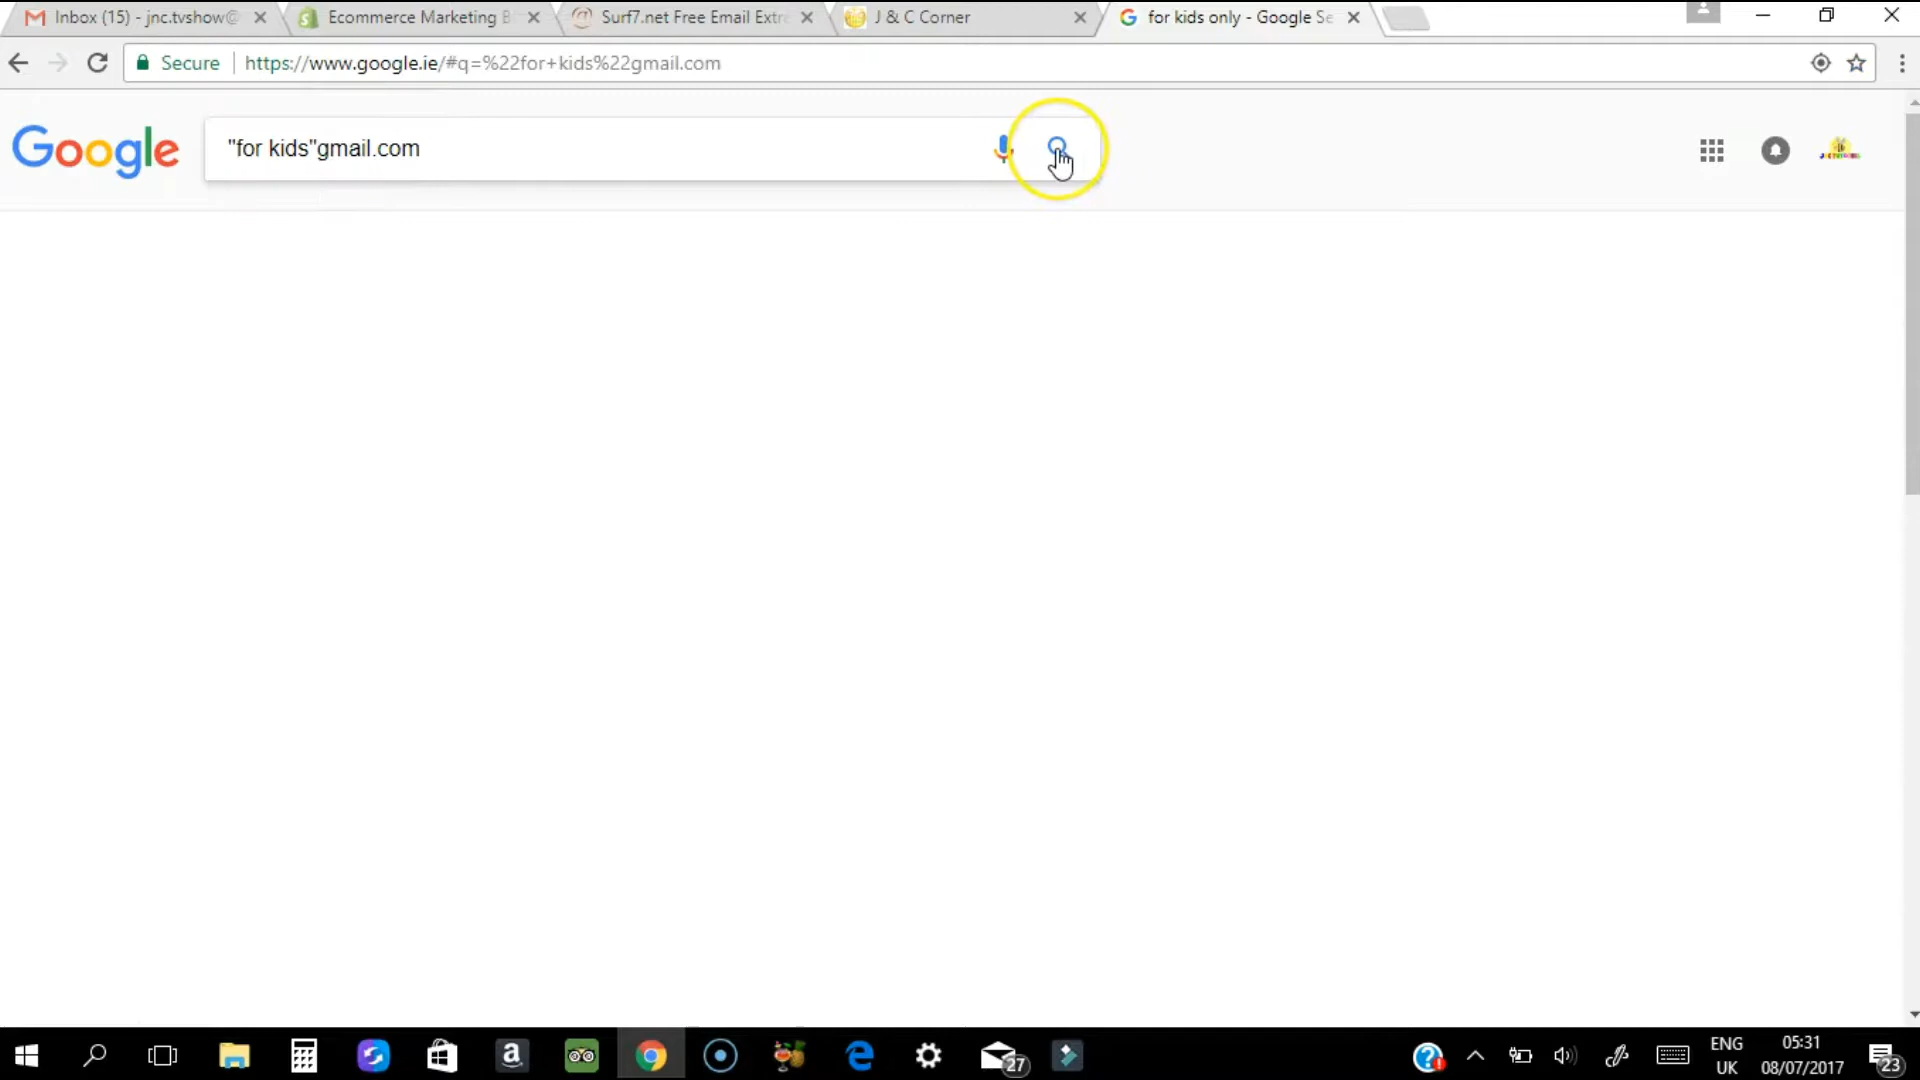 Inbox (15) - jnc.tvshow@
Ecommerce Marketing B
Surf7.net Free Email Extra
J & C Corner
for kids only - Google Se
Secure
https://www.google.ie/#q=%22for+kids%22gmail.com
Google
"for kids"gmail.com
27
ENG
UK
05:31
08/07/2017
23